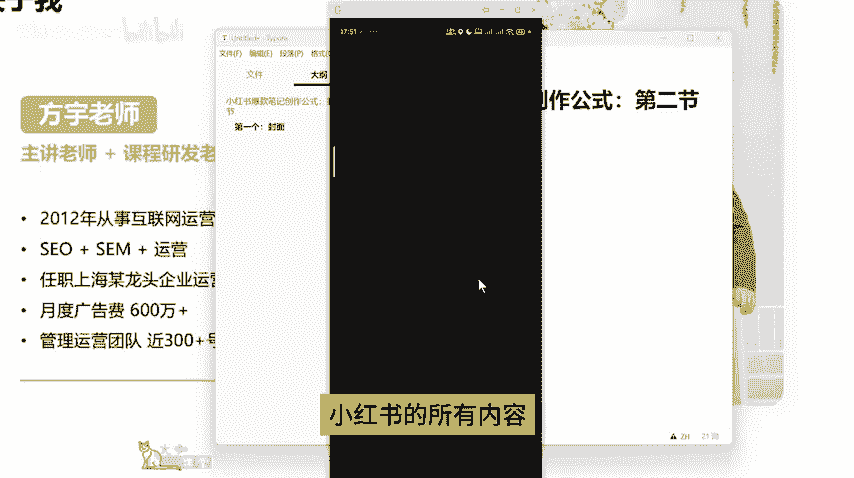 bilibili
方宇老师
主讲老师 + 课程研发老
2012年从事互联网运营
SEO + SEM + 运营
任职上海某龙头企业运营
月度广告费 600万+
管理运营团队 近300+号
文件(F) 编辑(E) 段落(P) 格式(O
文件 大纲
小红书爆款笔记创作公式：第
节
第一个：封面
07:51
创作公式：第二节
小红书的所有内容
ZH 21 词